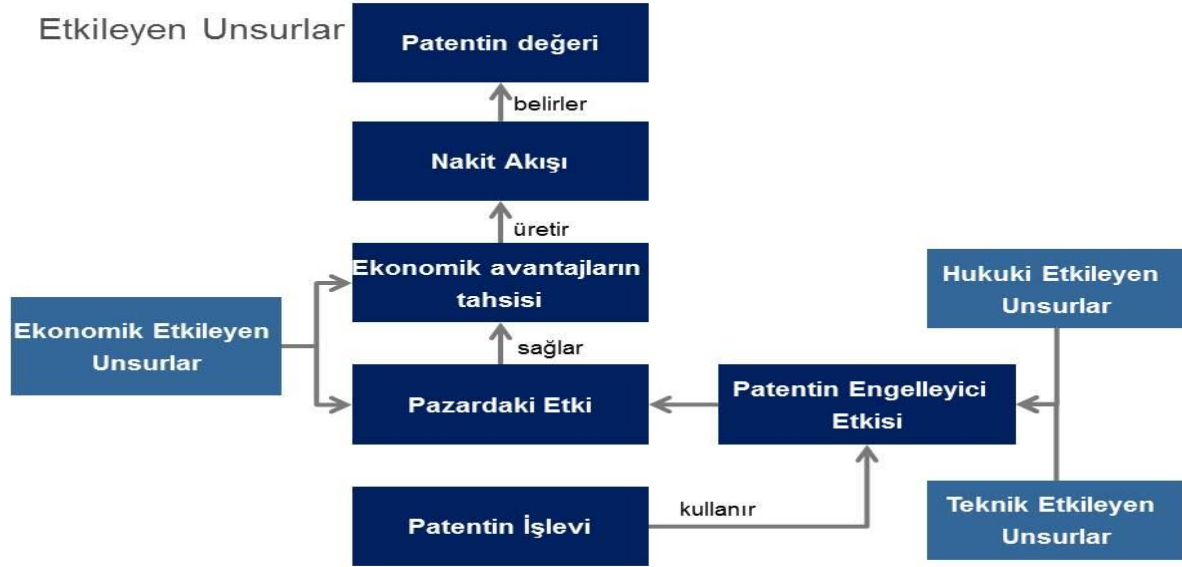 Etkileyen Unsurlar
Patentin değeri
belirler
Nakit Akışı
üretir
Ekonomik avantajların
tahsisi
Hukuki Etkileyen
Unsurlar
Ekonomik Etkileyen
Unsurlar
sağlar
Pazardaki Etki
Patentin Engelleyici
Etkisi
Patentin İşlevi
kullanır
Teknik Etkileyen
Unsurlar